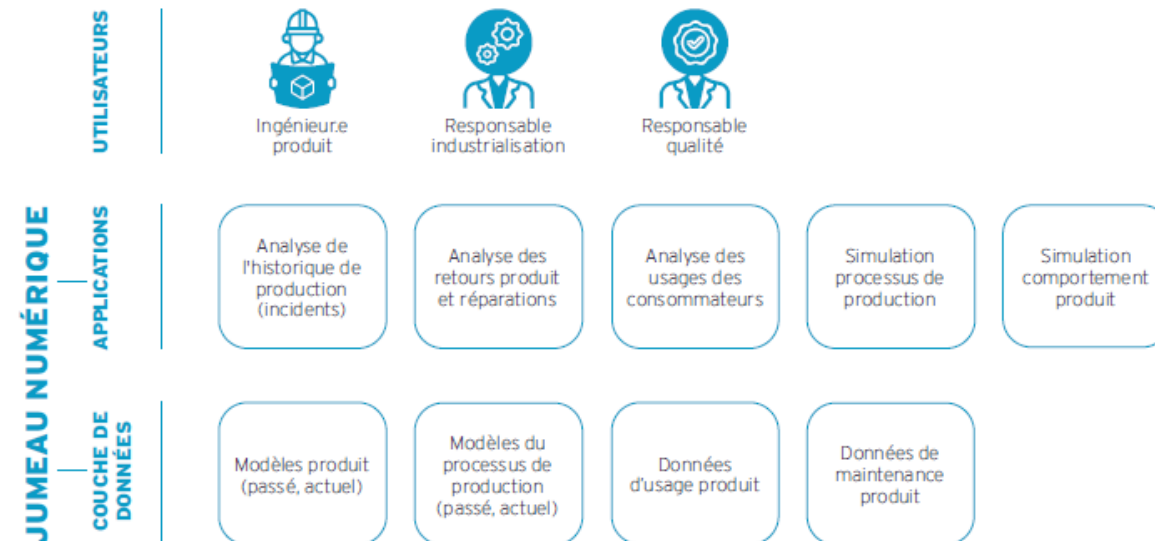 UTILISATEURS
Ingénieur.e
produit
Responsable
industrialisation
Responsable
qualité
JUMEAU NUMÉRIQUE
APPLICATIONS
Analyse de
l'historique de
production
(incidents)
Analyse des
retours produit
et réparations
Analyse des
usages des
consommateurs
Simulation
processus de
production
Simulation
comportement
produit
COUCHE DE
DONNÉES
Modèles produit
(passé, actuel)
Modèles du
processus de
production
(passé, actuel)
Données
d'usage produit
Données de
maintenance
produit